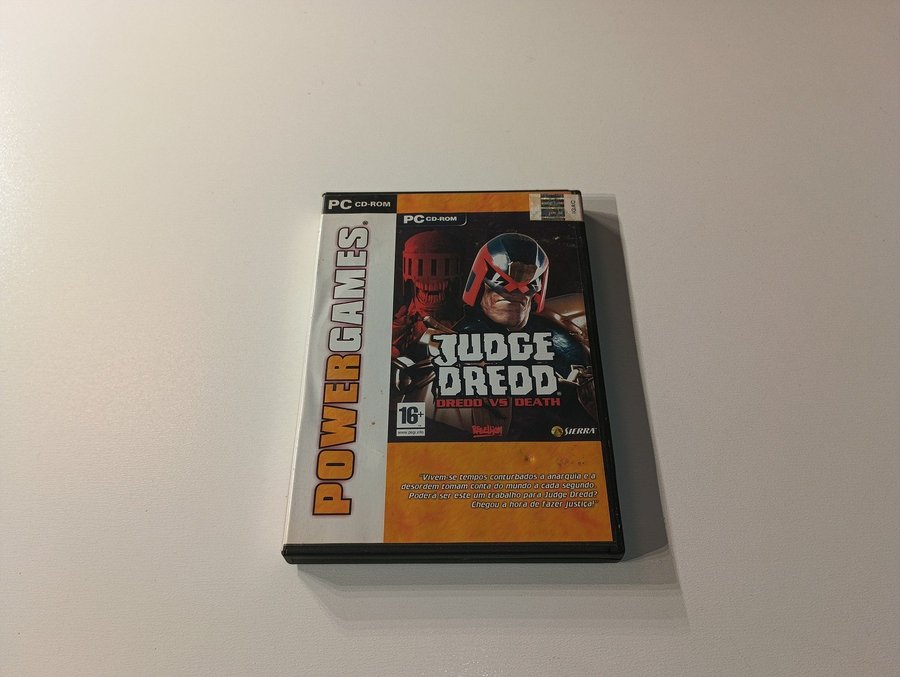 PC CD-ROM
POWERGAMES®
IGAC
PC CD-ROM
JUDGE
DREDD®
DREDD VS DEATH
16+
www.pegi.info
Rebellion
SIERRA
"Vivem-se tempos conturbados a anarquia e a
desordem tomam conta do mundo a cada segundo.
Poderá ser este um trabalho para Judge Dredd?
Chegou a hora de fazer justiça!"